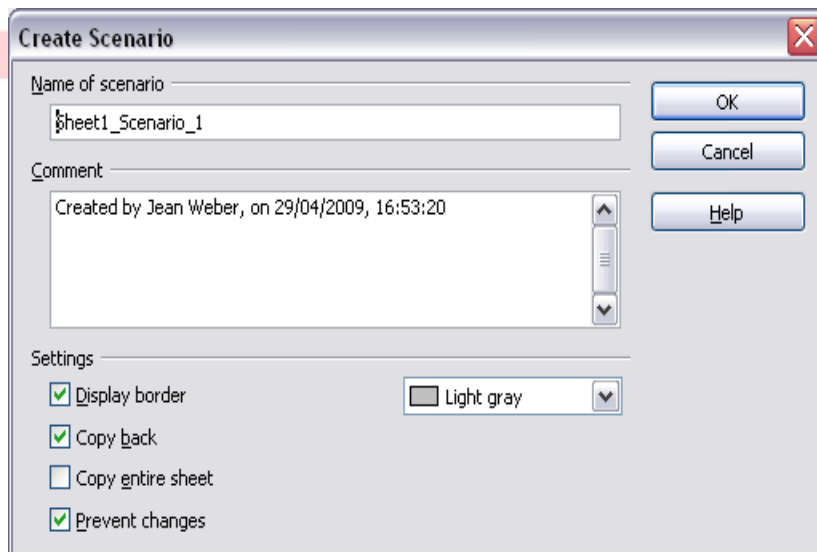 Create Scenario
Name of scenario
Sheet1_Scenario_1
OK
Cancel
Comment
Created by Jean Weber, on 29/04/2009, 16:53:20
Help
Settings
Display border
Light gray
Copy back
Copy entire sheet
Prevent changes